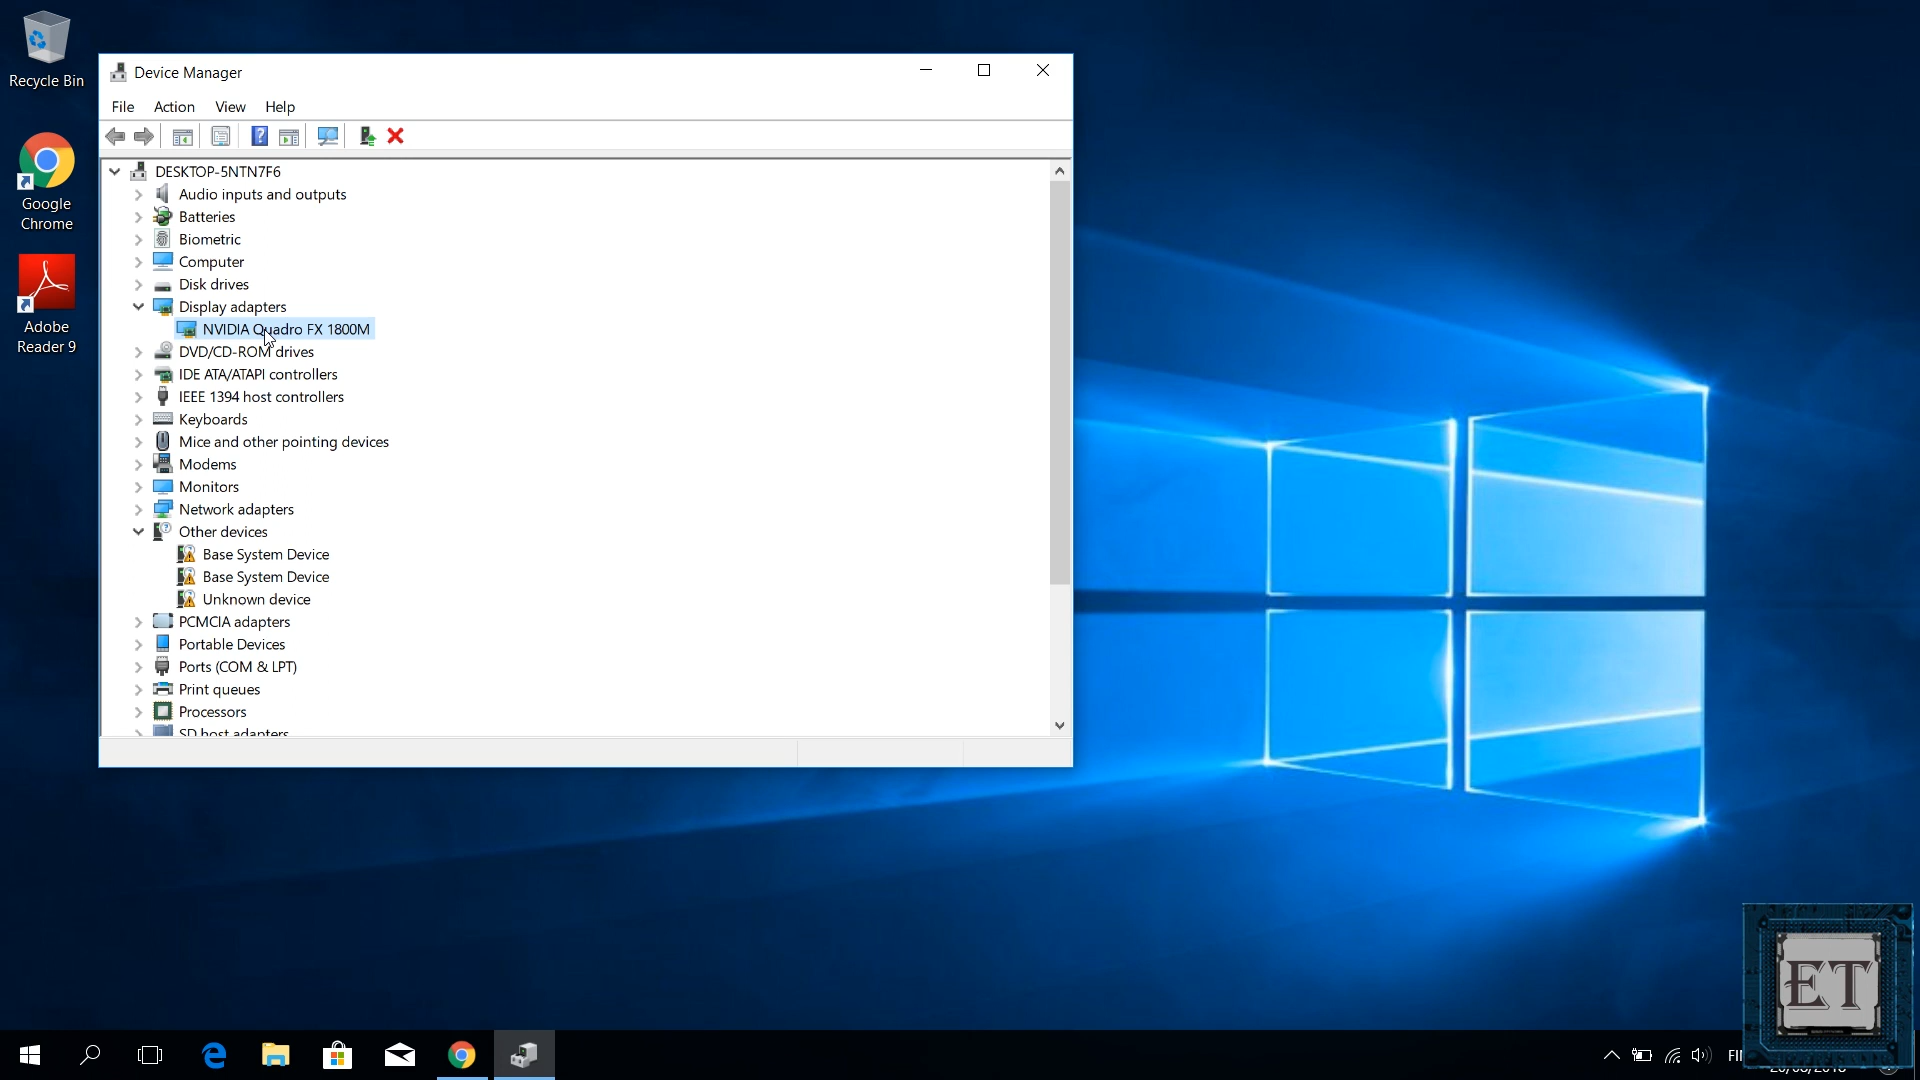 Recycle Bin
Google
Chrome
Adobe
Reader 9
Device Manager
File Action View Help
DESKTOP-5NTN7F6
Audio inputs and outputs
Batteries
Biometric
Computer
Disk drives
Display adapters
NVIDIA Quadro FX 1800M
DVD/CD-ROM drives
IDE ATA/ATAPI controllers
IEEE 1394 host controllers
Keyboards
Mice and other pointing devices
Modems
Monitors
Network adapters
Other devices
Base System Device
Base System Device
Unknown device
PCMCIA adapters
Portable Devices
Ports (COM & LPT)
Print queues
Processors
SD host adapters
ET